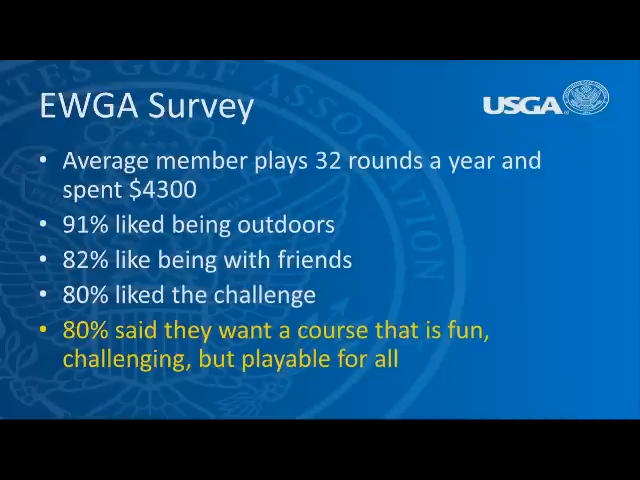 EWGA Survey
USGA
• Average member plays 32 rounds a year and
spent $4300
• 91% liked being outdoors
• 82% like being with friends
• 80% liked the challenge
• 80% said they want a course that is fun,
challenging, but playable for all